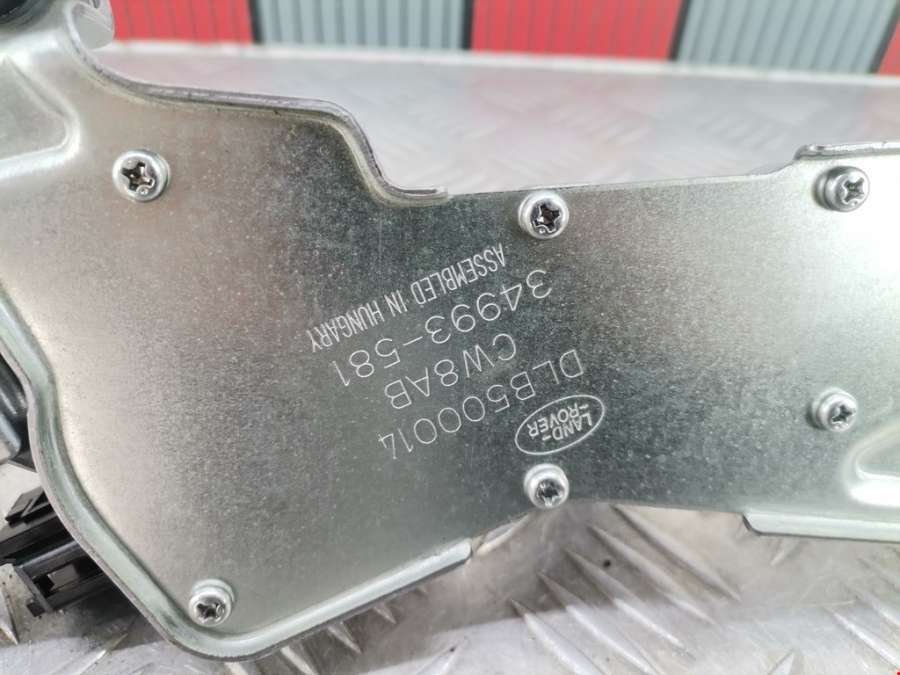 LAND-
-ROVER
DLB500014
CW8AB
34993-581
ASSEMBLED IN HUNGARY